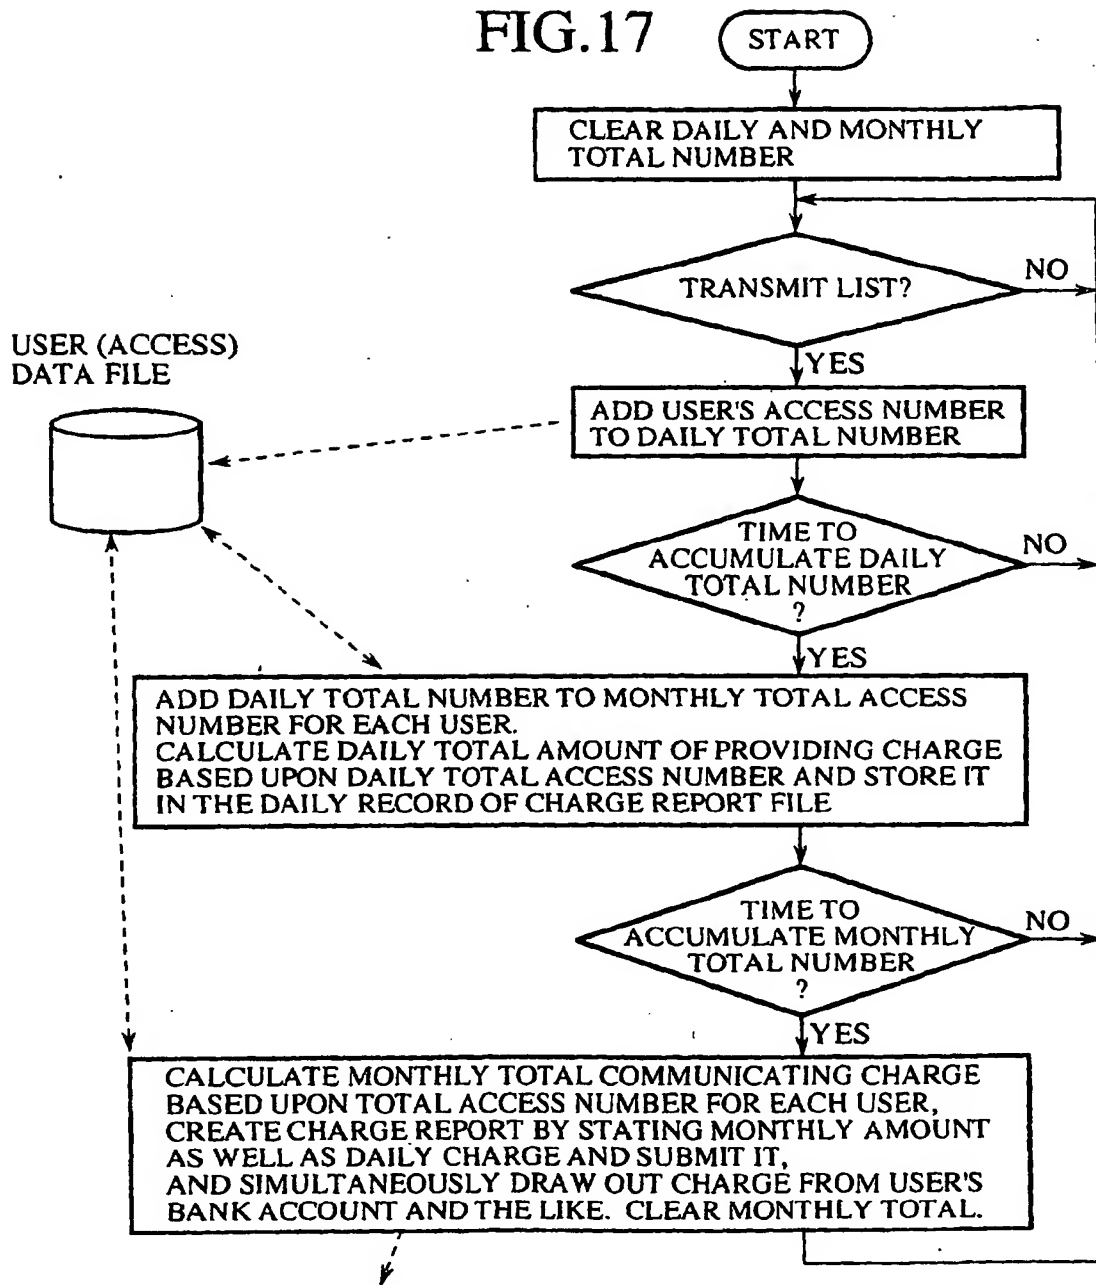 FIG.17
START
CLEAR DAILY AND MONTHLY
TOTAL NUMBER
TRANSMIT LIST?
NO
YES
USER (ACCESS)
DATA FILE
ADD USER'S ACCESS NUMBER
TO DAILY TOTAL NUMBER
TIME TO
ACCUMULATE DAILY
TOTAL NUMBER
?
NO
YES
ADD DAILY TOTAL NUMBER TO MONTHLY TOTAL ACCESS
NUMBER FOR EACH USER.
CALCULATE DAILY TOTAL AMOUNT OF PROVIDING CHARGE
BASED UPON DAILY TOTAL ACCESS NUMBER AND STORE IT
IN THE DAILY RECORD OF CHARGE REPORT FILE
TIME TO
ACCUMULATE MONTHLY
TOTAL NUMBER
?
NO
YES
CALCULATE MONTHLY TOTAL COMMUNICATING CHARGE
BASED UPON TOTAL ACCESS NUMBER FOR EACH USER,
CREATE CHARGE REPORT BY STATING MONTHLY AMOUNT
AS WELL AS DAILY CHARGE AND SUBMIT IT,
AND SIMULTANEOUSLY DRAW OUT CHARGE FROM USER'S
BANK ACCOUNT AND THE LIKE. CLEAR MONTHLY TOTAL.